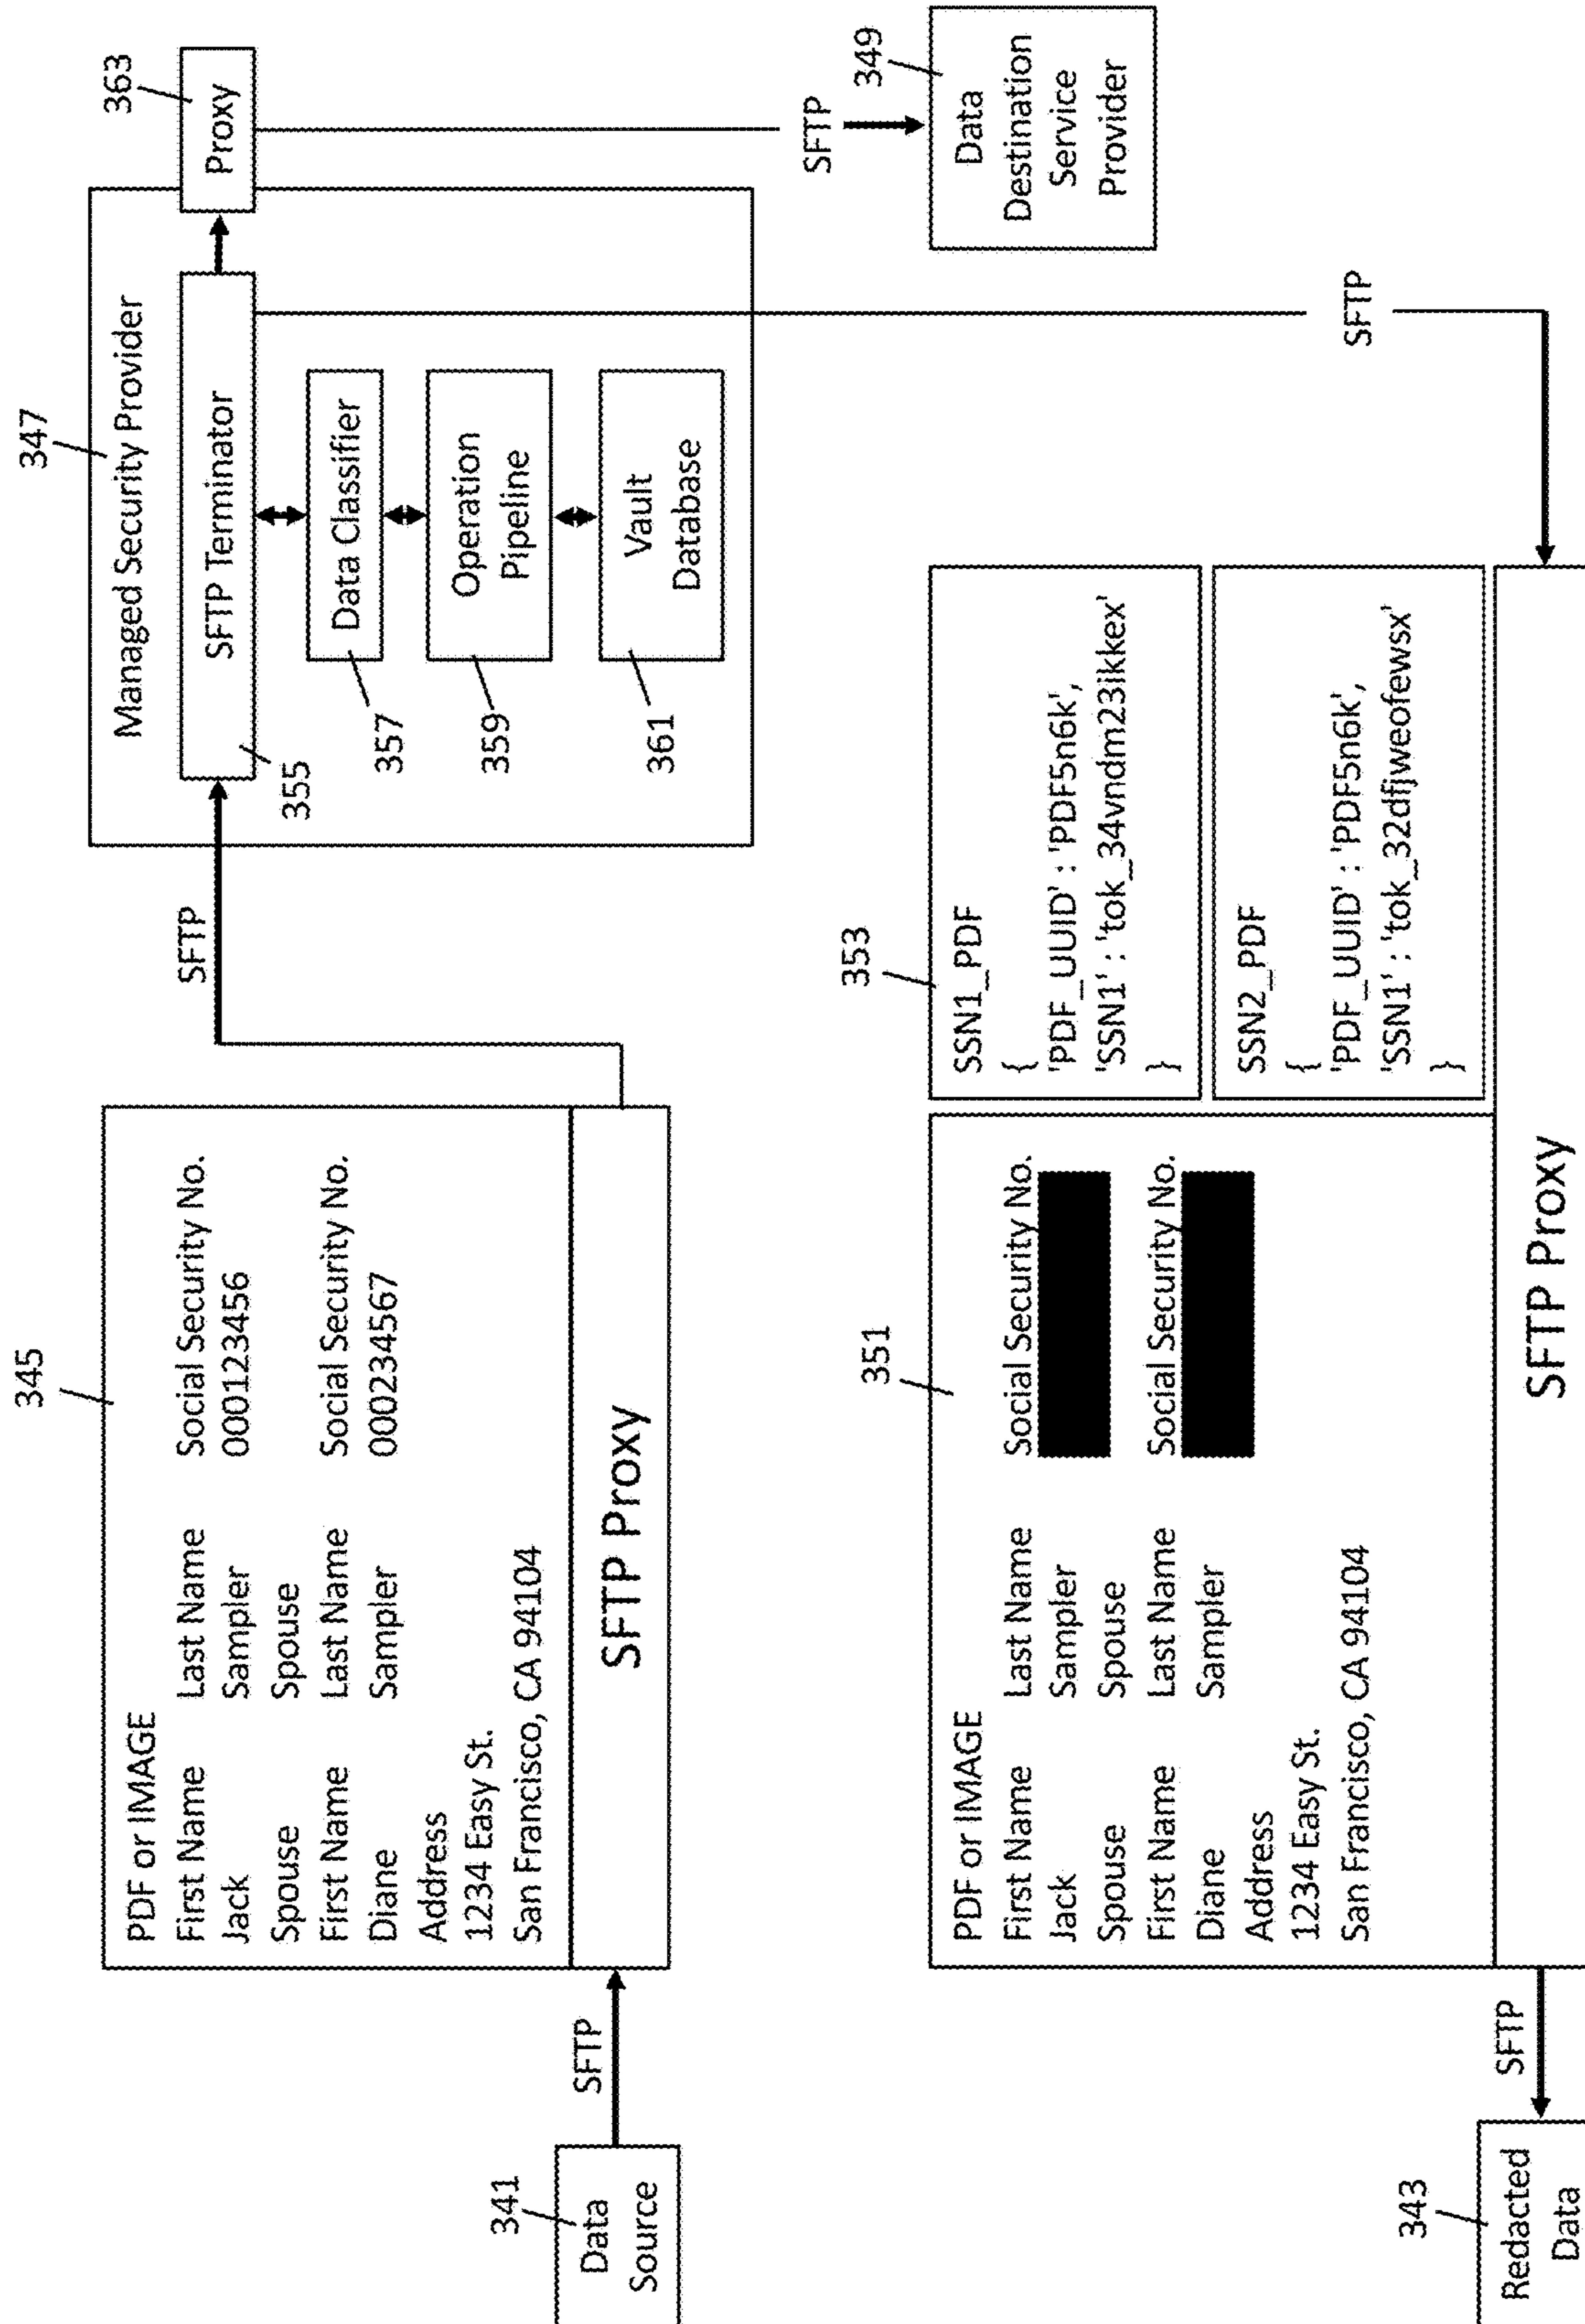 341
Data
Source
SFTP
345
PDF or IMAGE
First Name Last Name Social Security No.
Jack Sampler 000123456
Spouse Spouse
First Name Last Name Social Security No.
Diane Sampler 000234567
Address
1234 Easy St.
San Francisco, CA 94104
SFTP Proxy
SFTP
347
Managed Security Provider
SFTP Terminator
355
Data Classifier
357
Operation
Pipeline
359
Vault
Database
361
363
Proxy
SFTP
349
Data
Destination
Service
Provider
SFTP
351
PDF or IMAGE
First Name Last Name Social Security No.
Jack Sampler
Spouse Spouse
First Name Last Name Social Security No.
Diane Sampler
Address
1234 Easy St.
San Francisco, CA 94104
353
SSN1_PDF
{
'PDF_UUID' : 'PDF5n6k',
'SSN1' : 'tok_34vndm23ikkex'
}
SSN2_PDF
{
'PDF_UUID' : 'PDF5n6k',
'SSN1' : 'tok_32dfjweofewsx'
}
SFTP Proxy
SFTP
343
Redacted
Data